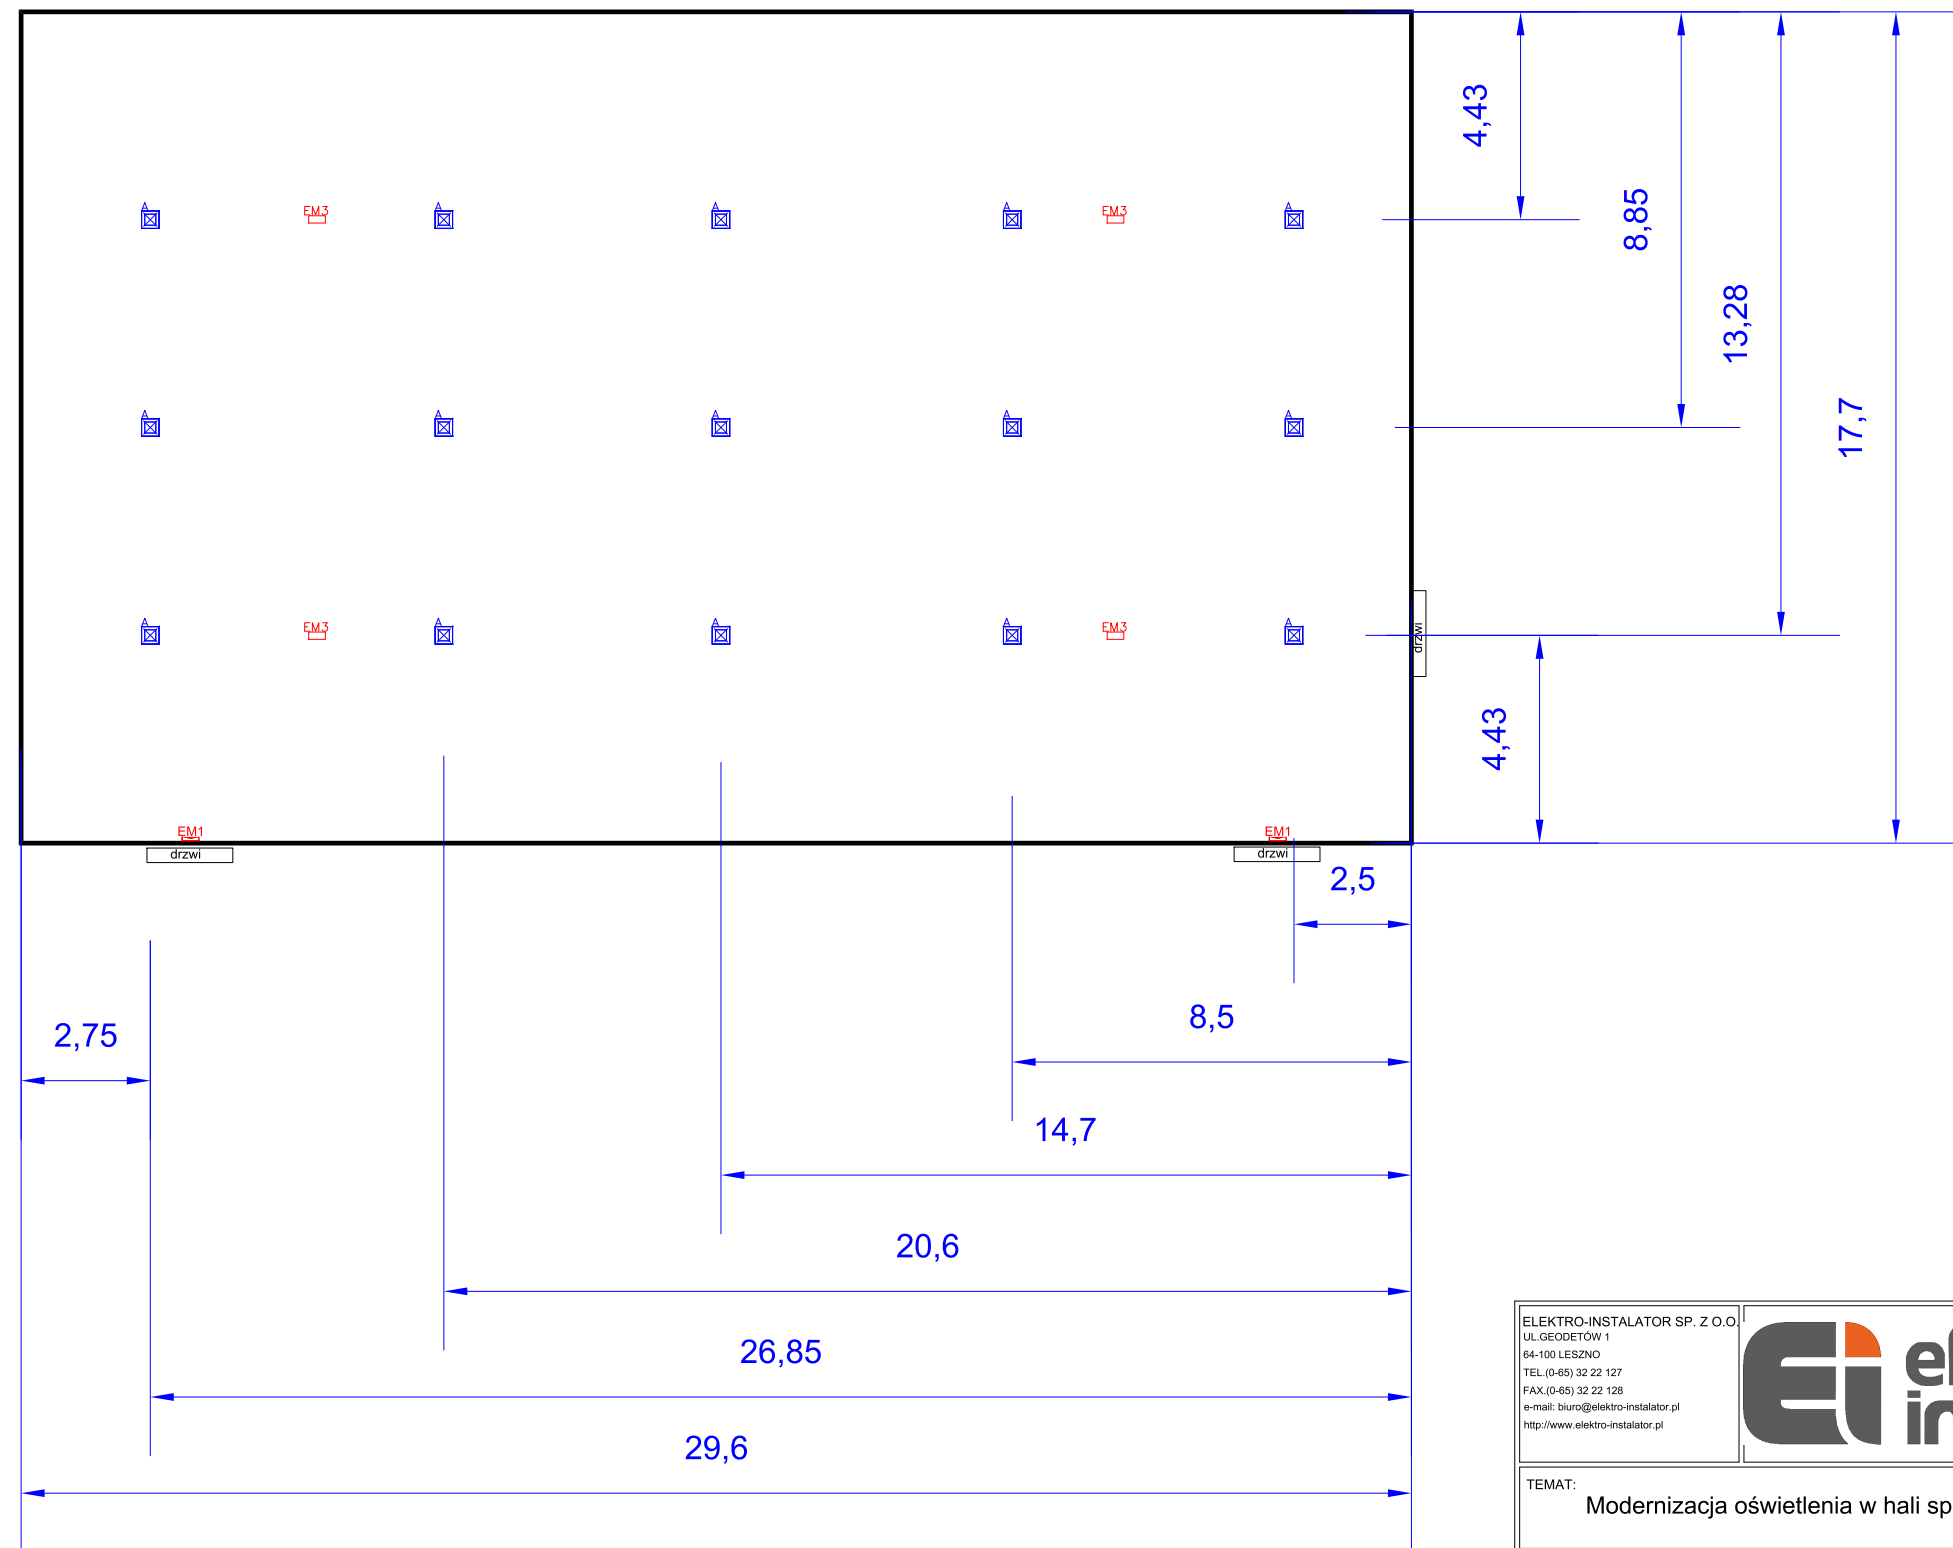 4,43
8,85
13,28
17,7
A EM3 A A A EM3 A
A A A A A
A EM3 A A A EM3 A
drzwi
4,43
EM1 EM1
drzwi drzwi
2,5
8,5
2,75
14,7
20,6
26,85
29,6
ELEKTRO-INSTALATOR SP. Z O.O.
UL.GEODETÓW 1
64-100 LESZNO
TEL.(0-65) 32 22 127
FAX.(0-65) 32 22 128
e-mail: biuro@elektro-instalator.pl
http://www.elektro-instalator.pl
Ei
in
TEMAT:
Modernizacja oświetlenia w hali sp